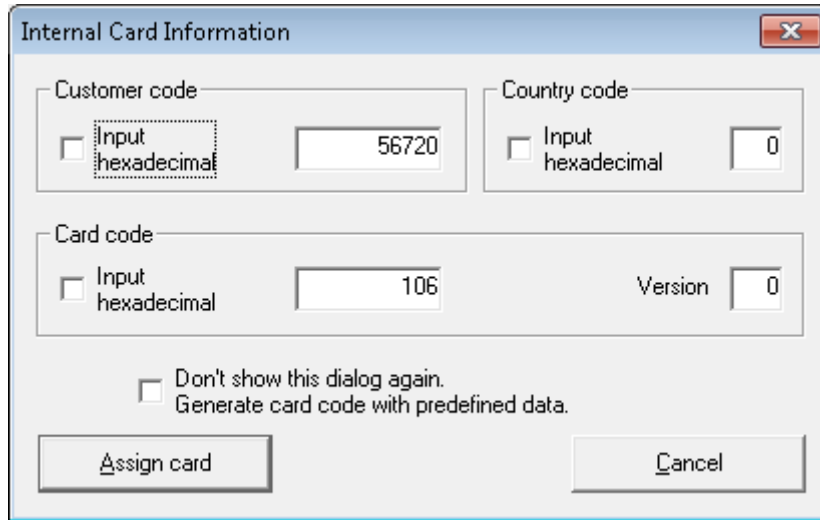 Internal Card Information
Customer code
Country code
Input
hexadecimal
56720
Input
hexadecimal
0
Card code
Input
hexadecimal
106
Version
0
Don't show this dialog again.
Generate card code with predefined data.
Assign card
Cancel